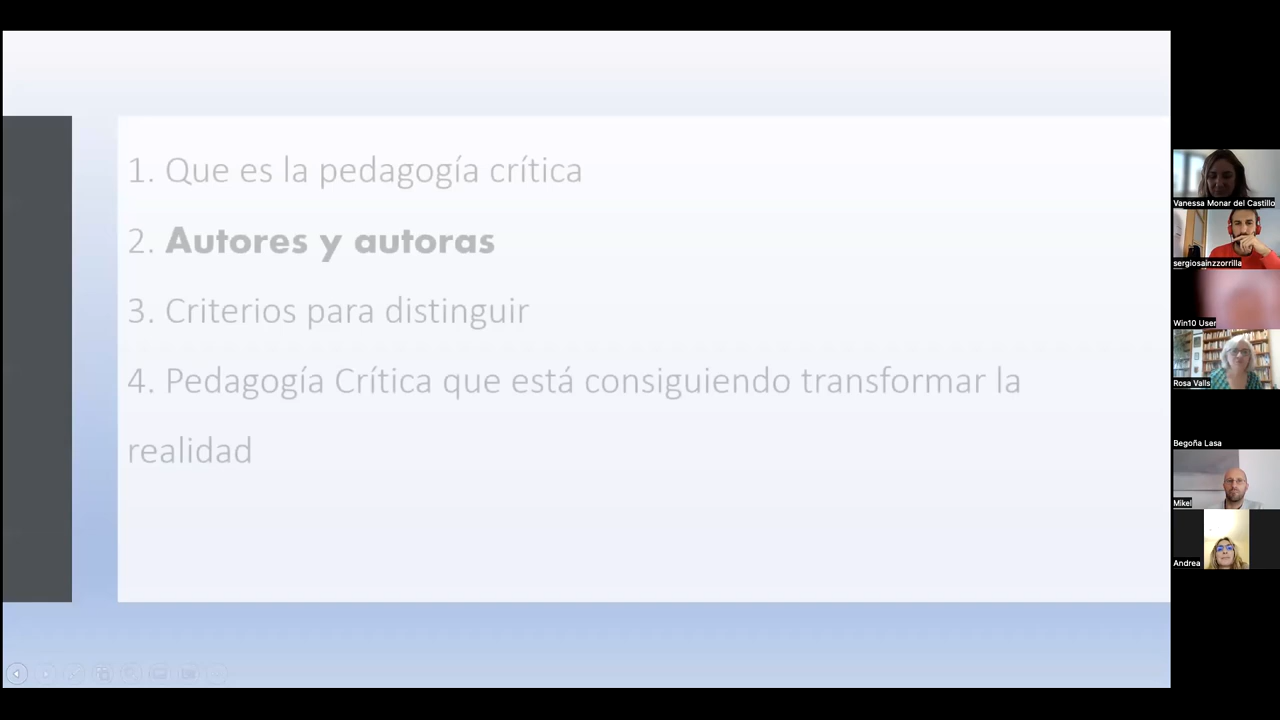 1. Que es la pedagogía crítica
2. Autores y autoras
3. Criterios para distinguir
4. Pedagogía Crítica que está consiguiendo transformar la
realidad
Vanessa Monar del Castillo
sergiosainzzorrilla
Win10 User
Rosa Valls
Begoña Lasa
Mikel
Andrea